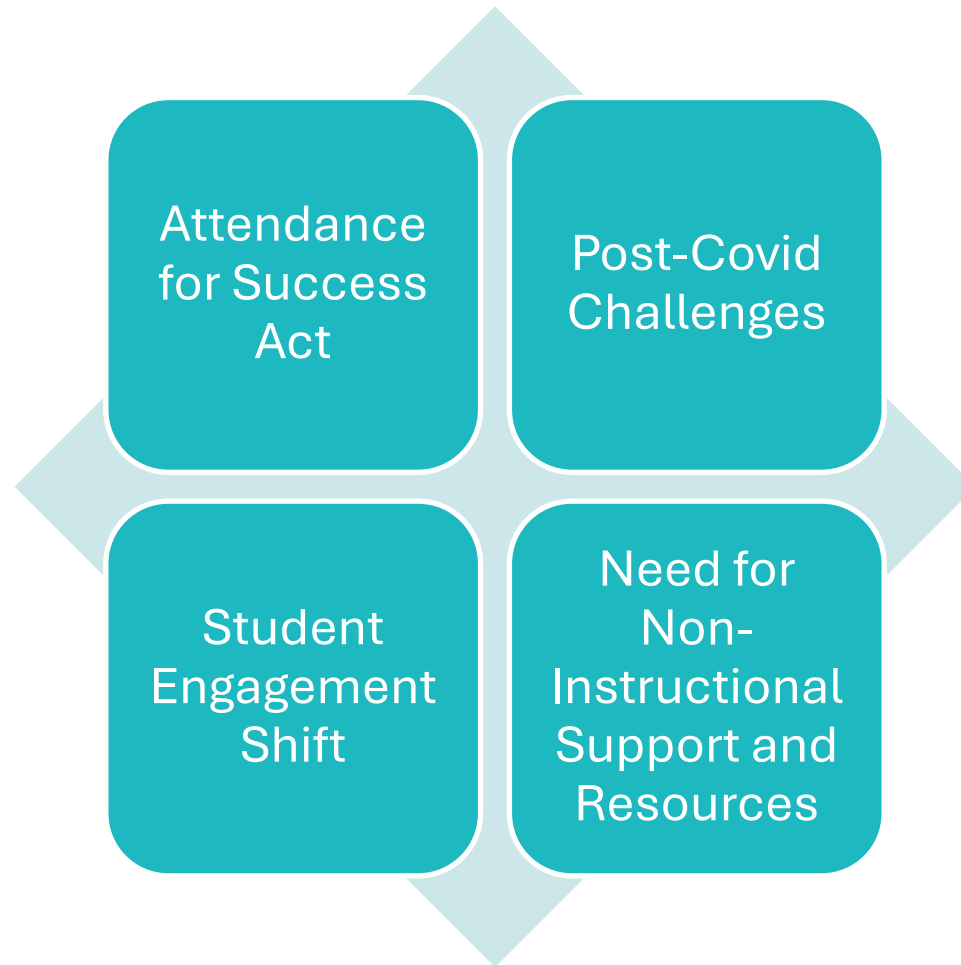 Attendance
for Success
Act
Post-Covid
Challenges
Student
Engagement
Shift
Need for
Non-
Instructional
Support and
Resources